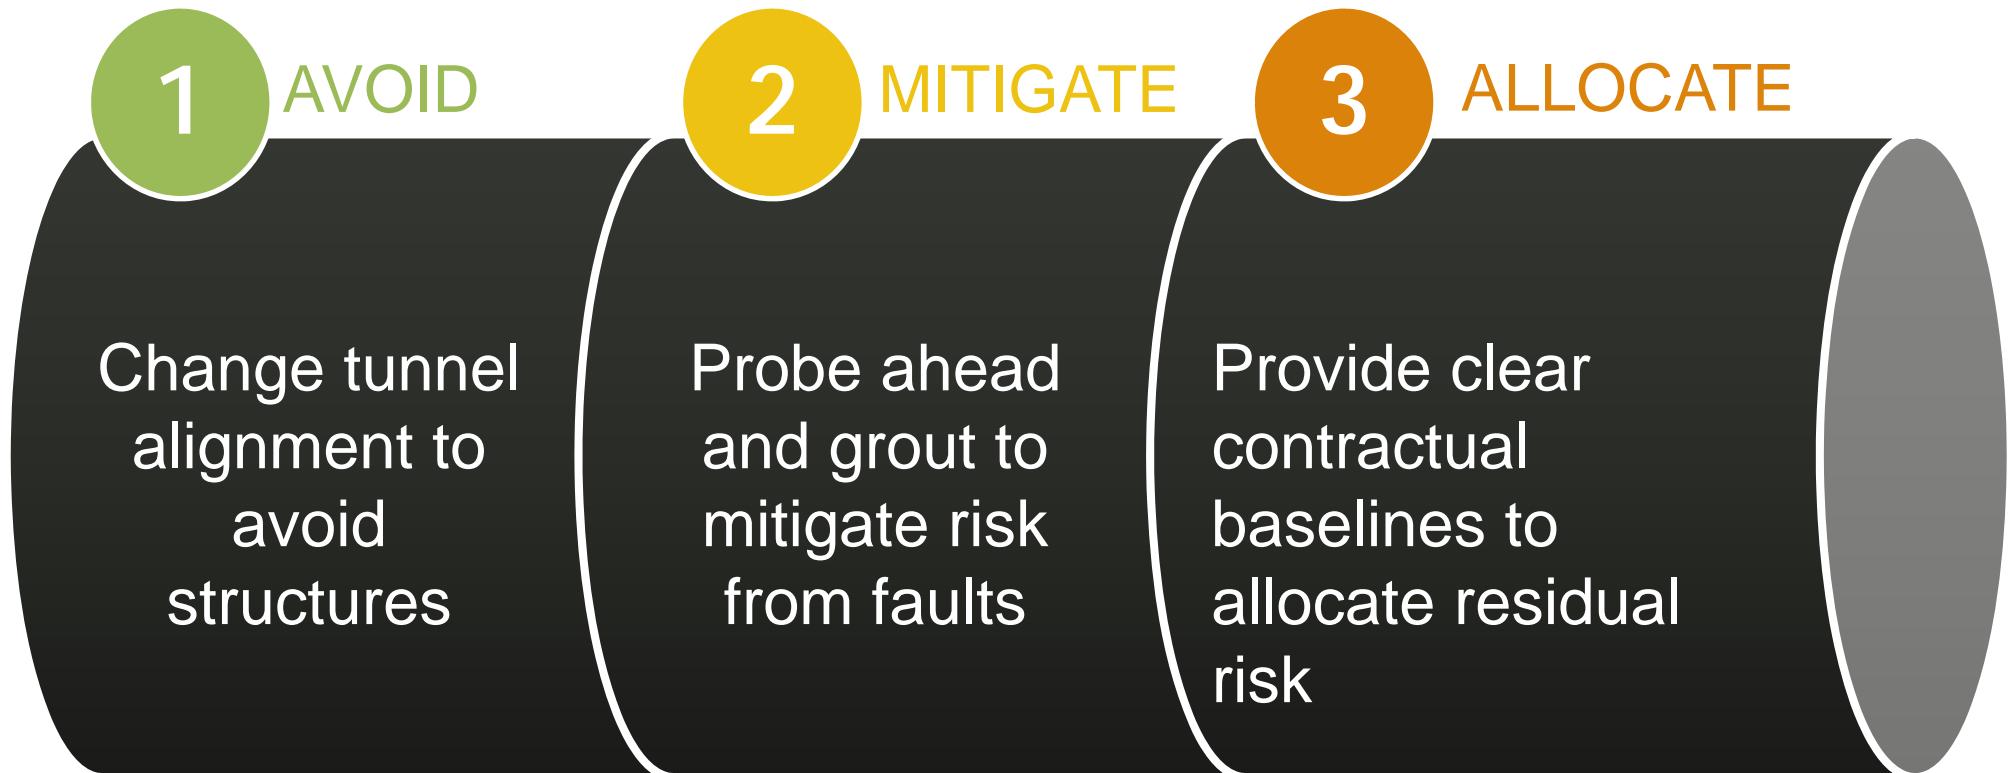 1 AVOID
Change tunnel
alignment to
avoid
structures
2 MITIGATE
Probe ahead
and grout to
mitigate risk
from faults
3 ALLOCATE
Provide clear
contractual
baselines to
allocate residual
risk